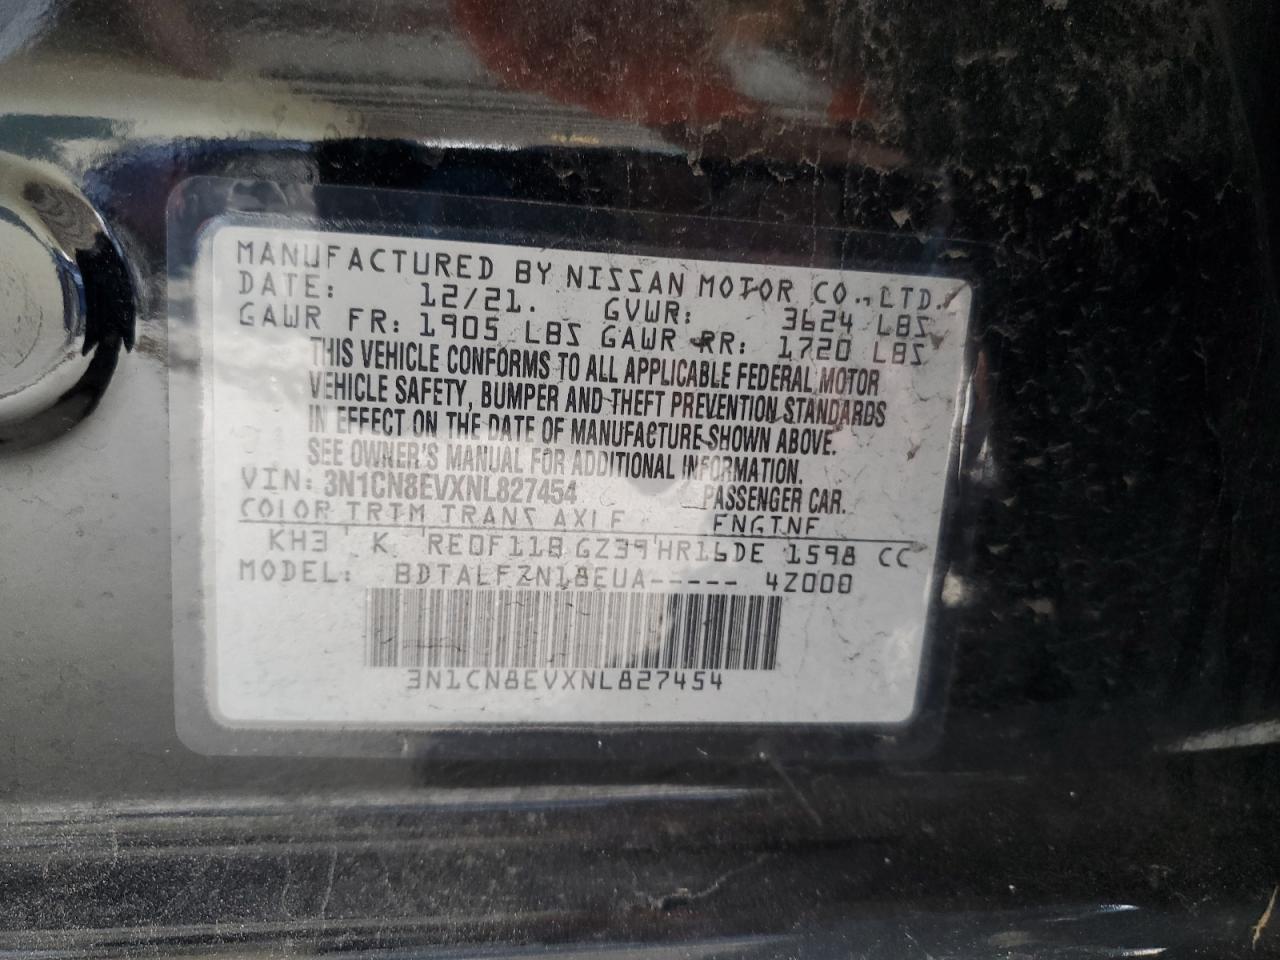 MANUFACTURED BY NISSAN MOTOR CO., LTD.
DATE: 12/21. GVWR: 3624 LBS
GAWR FR: 1905 LBS GAWR RR: 1720 LBS
THIS VEHICLE CONFORMS TO ALL APPLICABLE FEDERAL MOTOR
VEHICLE SAFETY, BUMPER AND THEFT PREVENTION STANDARDS
IN EFFECT ON THE DATE OF MANUFACTURE SHOWN ABOVE.
SEE OWNER'S MANUAL FOR ADDITIONAL INFORMATION.
VIN: 3N1CN8EVXNL827454 PASSENGER CAR.
COLOR TRIM TRANS AXLE ENGINE
KH3 K RE0F11B GZ39 HR16DE 1598 CC
MODEL: BDTALFZN18EUA----- 4Z000
3N1CN8EVXNL827454